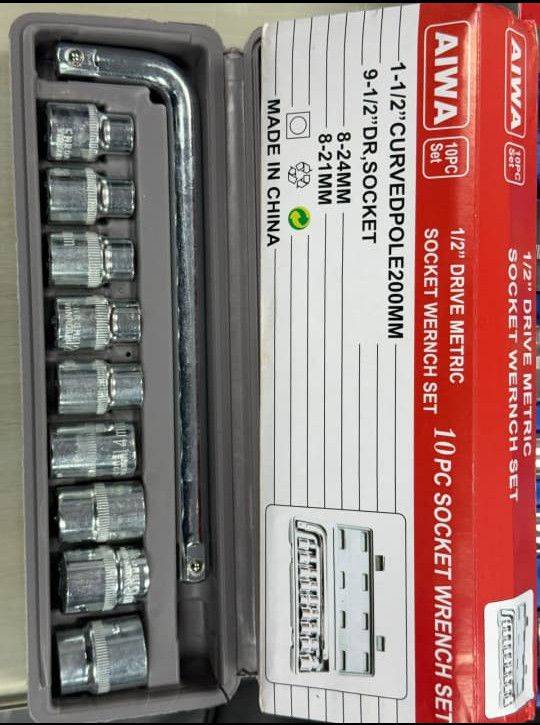 AIWA
10PC
Set
1/2" DRIVE METRIC
SOCKET WERNCH SET
AIWA
10PC
Set
1/2" DRIVE METRIC
SOCKET WERNCH SET
10 PC SOCKET WRENCH SET
1-1/2"CURVEDPOLE200MM
9-1/2"DR,SOCKET
8-24MM
8-21MM
MADE IN CHINA